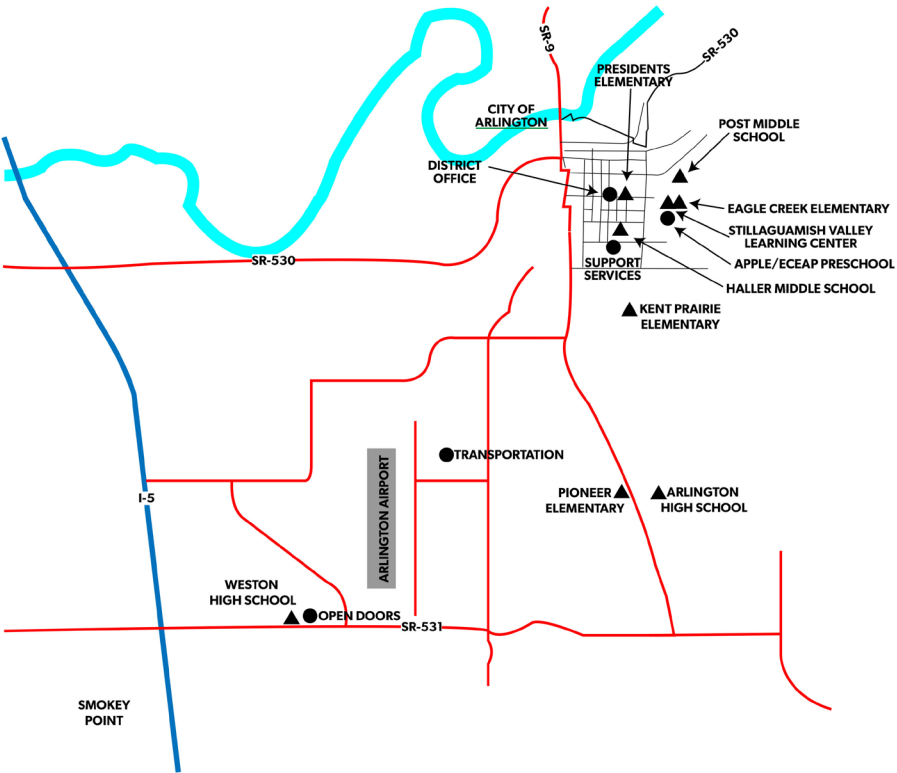 SR-9
SR-530
PRESIDENTS
ELEMENTARY
CITY OF
ARLINGTON
POST MIDDLE
SCHOOL
DISTRICT
OFFICE
EAGLE CREEK ELEMENTARY
STILLAGUAMISH VALLEY
LEARNING CENTER
APPLE/ECEAP PRESCHOOL
HALLER MIDDLE SCHOOL
SR-530
SUPPORT
SERVICES
KENT PRAIRIE
ELEMENTARY
TRANSPORTATION
ARLINGTON AIRPORT
I-5
PIONEER
ELEMENTARY
ARLINGTON
HIGH SCHOOL
WESTON
HIGH SCHOOL
OPEN DOORS
SR-531
SMOKEY
POINT